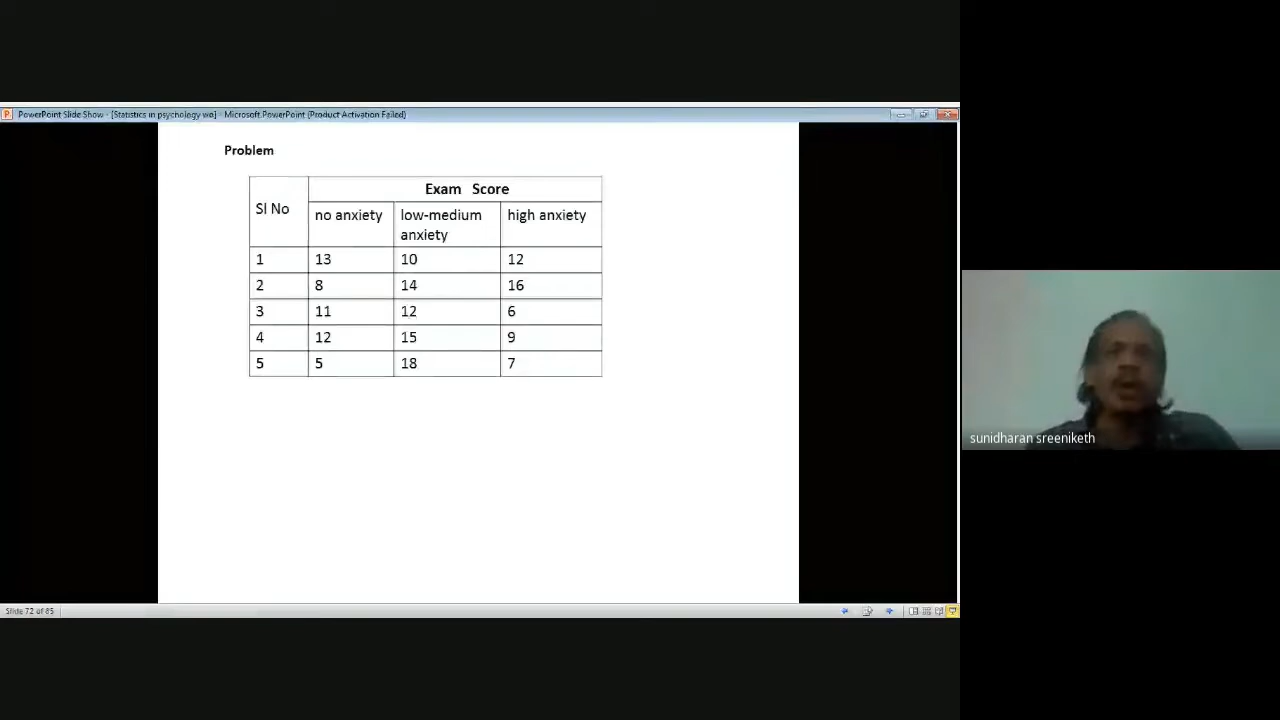 PowerPoint Slide Show - [Statistics in psychology wo] - Microsoft PowerPoint (Product Activation Failed)
Problem
Sl No
Exam Score
no anxiety
low-medium
anxiety
high anxiety
1 13 10 12
2 8 14 16
3 11 12 6
4 12 15 9
5 5 18 7
sunidharan sreeniketh
Slide 72 of 85